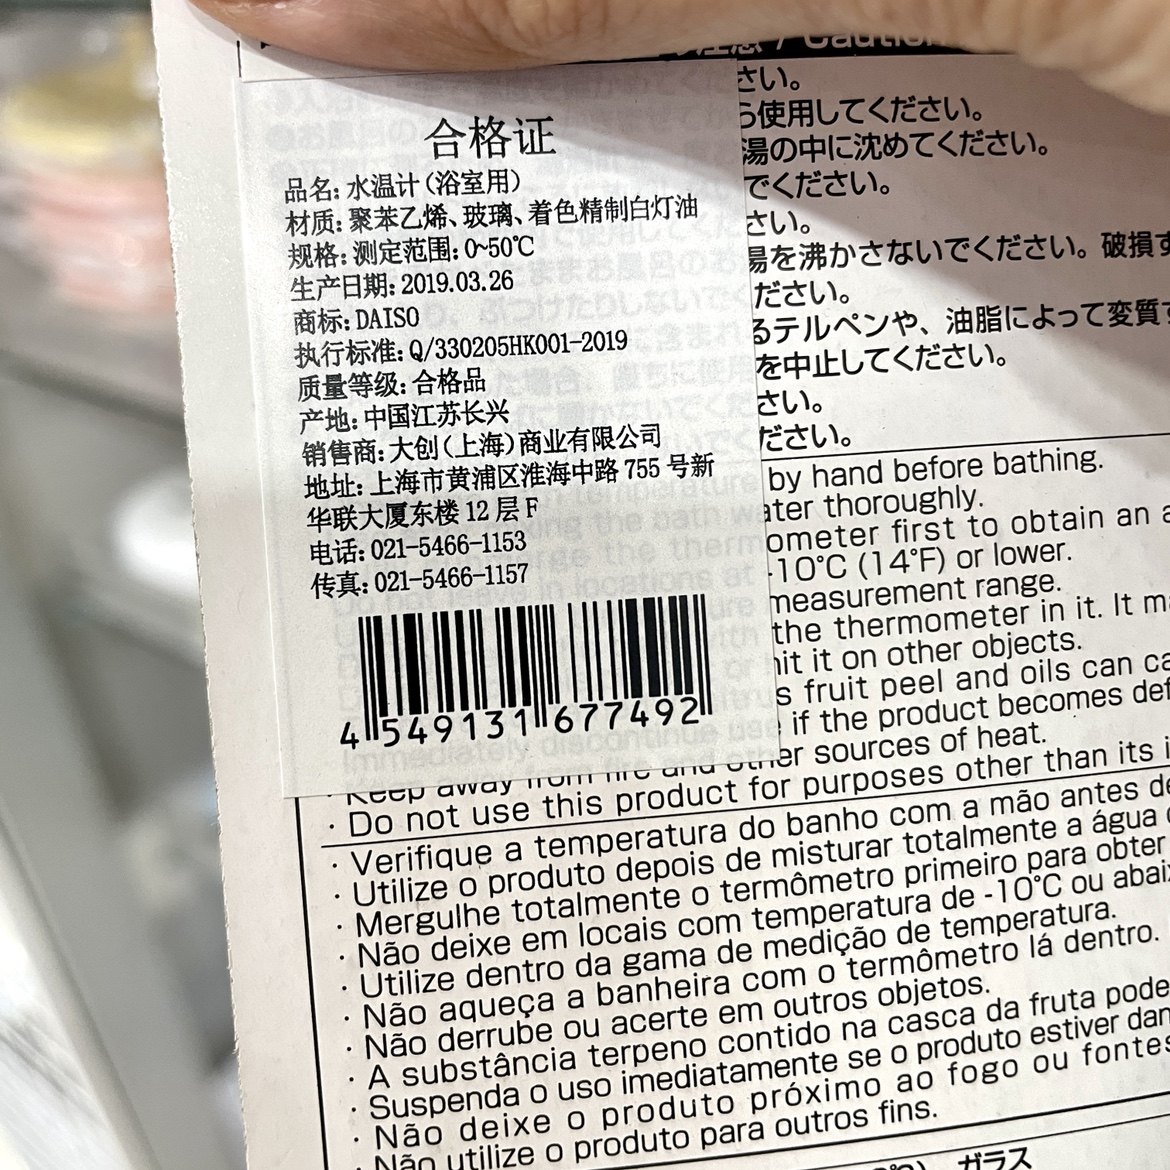 注意 / Caution
合格证
品名: 水温计(浴室用)
材质: 聚苯乙烯、玻璃、着色精制白灯油
规格: 测定范围: 0~50℃
生产日期: 2019.03.26
商标: DAISO
执行标准: Q/330205HK001-2019
质量等级: 合格品
产地: 中国江苏长兴
销售商: 大创(上海)商业有限公司
地址: 上海市黄浦区淮海中路 755 号新
华联大厦东楼 12 层 F
电话: 021-5466-1153
传真: 021-5466-1157
4 549131 677492
さい。
使用してください。
湯の中に沈めてください。
でください。
さい。
湯を沸かさないでください。破損す
ださい。
るテルペンや、油脂によって変質す
を中止してください。
さい。
ださい。
by hand before bathing.
ter thoroughly.
ometer first to obtain an a
-10°C (14°F) or lower.
measurement range.
the thermometer in it. It ma
hit it on other objects.
s fruit peel and oils can ca
if the product becomes def
· Keep away from fire and other sources of heat.
· Do not use this product for purposes other than its i
· Verifique a temperatura do banho com a mão antes de
· Utilize o produto depois de misturar totalmente a água
· Mergulhe totalmente o termômetro primeiro para obter
· Não deixe em locais com temperatura de -10°C ou abaix
· Utilize dentro da gama de medição de temperatura.
· Não aqueça a banheira com o termômetro lá dentro.
· Não derrube ou acerte em outros objetos.
· A substância terpeno contido na casca da fruta pode
· Suspenda o uso imediatamente se o produto estiver dan
· Não deixe o produto próximo ao fogo ou fontes
· Não utilize o produto para outros fins.
ガラス